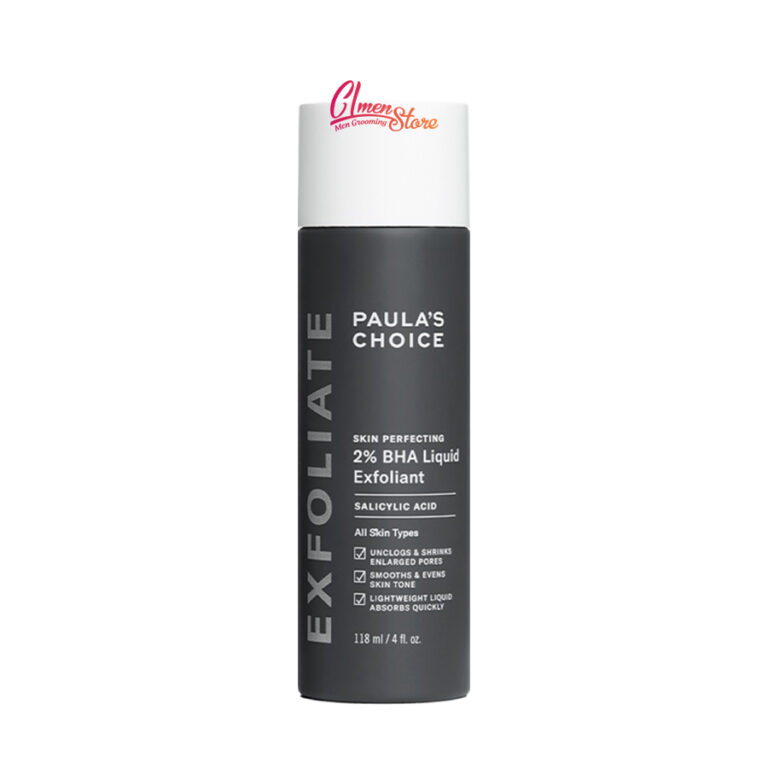 Clmen
Men Grooming Store
EXFOLIATE
PAULA'S
CHOICE
SKIN PERFECTING
2% BHA Liquid
Exfoliant
SALICYLIC ACID
All Skin Types
UNCLOGS & SHRINKS
ENLARGED PORES
SMOOTHS & EVENS
SKIN TONE
LIGHTWEIGHT LIQUID
ABSORBS QUICKLY
118 ml / 4 fl. oz.